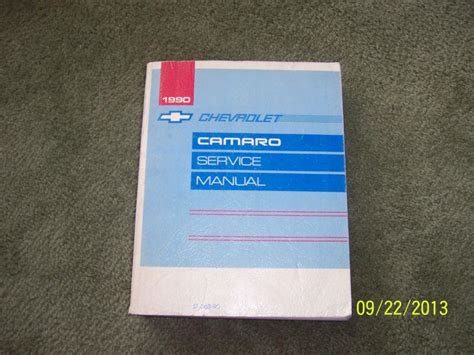 1990
CHEVROLET
CAMARO
SERVICE
MANUAL
09/22/2013